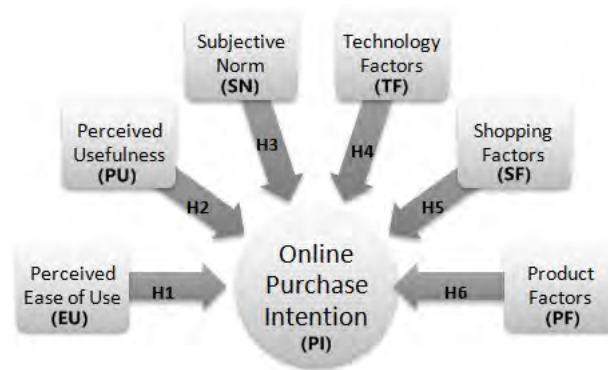 Subjective
Norm
(SN)
Technology
Factors
(TF)
Perceived
Usefulness
(PU)
Shopping
Factors
(SF)
H3
H4
H2
H5
Perceived
Ease of Use
(EU)
H1
Online
Purchase
Intention
(PI)
H6
Product
Factors
(PF)